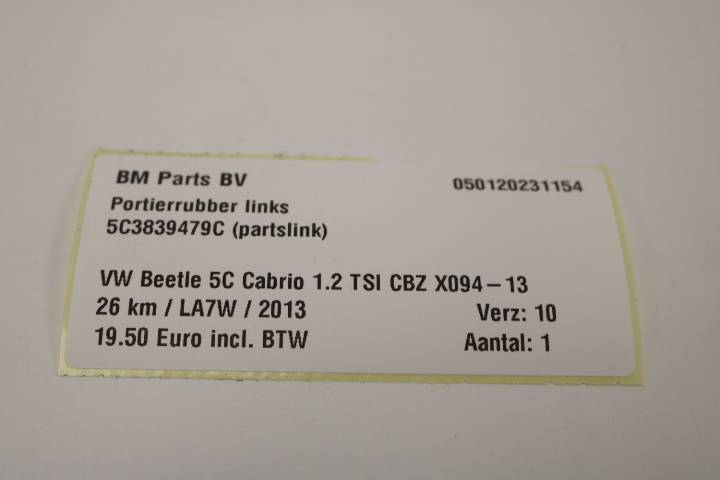 BM Parts BV 050120231154
Portierrubber links
5C3839479C (partslink)
VW Beetle 5C Cabrio 1.2 TSI CBZ X094-13
26 km / LA7W / 2013 Verz: 10
19.50 Euro incl. BTW Aantal: 1